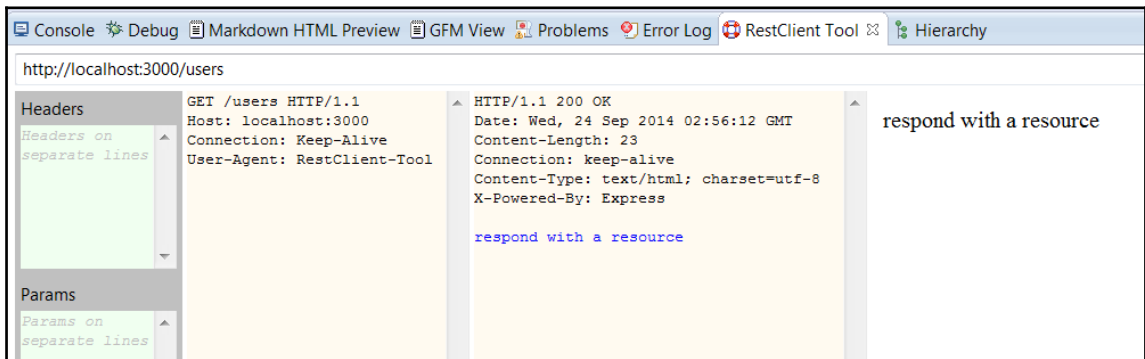 Console Debug Markdown HTML Preview GFM View Problems Error Log RestClient Tool Hierarchy
http://localhost:3000/users
Headers
Headers on
separate lines
Params
Params on
separate lines
GET /users HTTP/1.1
Host: localhost:3000
Connection: Keep-Alive
User-Agent: RestClient-Tool
HTTP/1.1 200 OK
Date: Wed, 24 Sep 2014 02:56:12 GMT
Content-Length: 23
Connection: keep-alive
Content-Type: text/html; charset=utf-8
X-Powered-By: Express
respond with a resource
respond with a resource